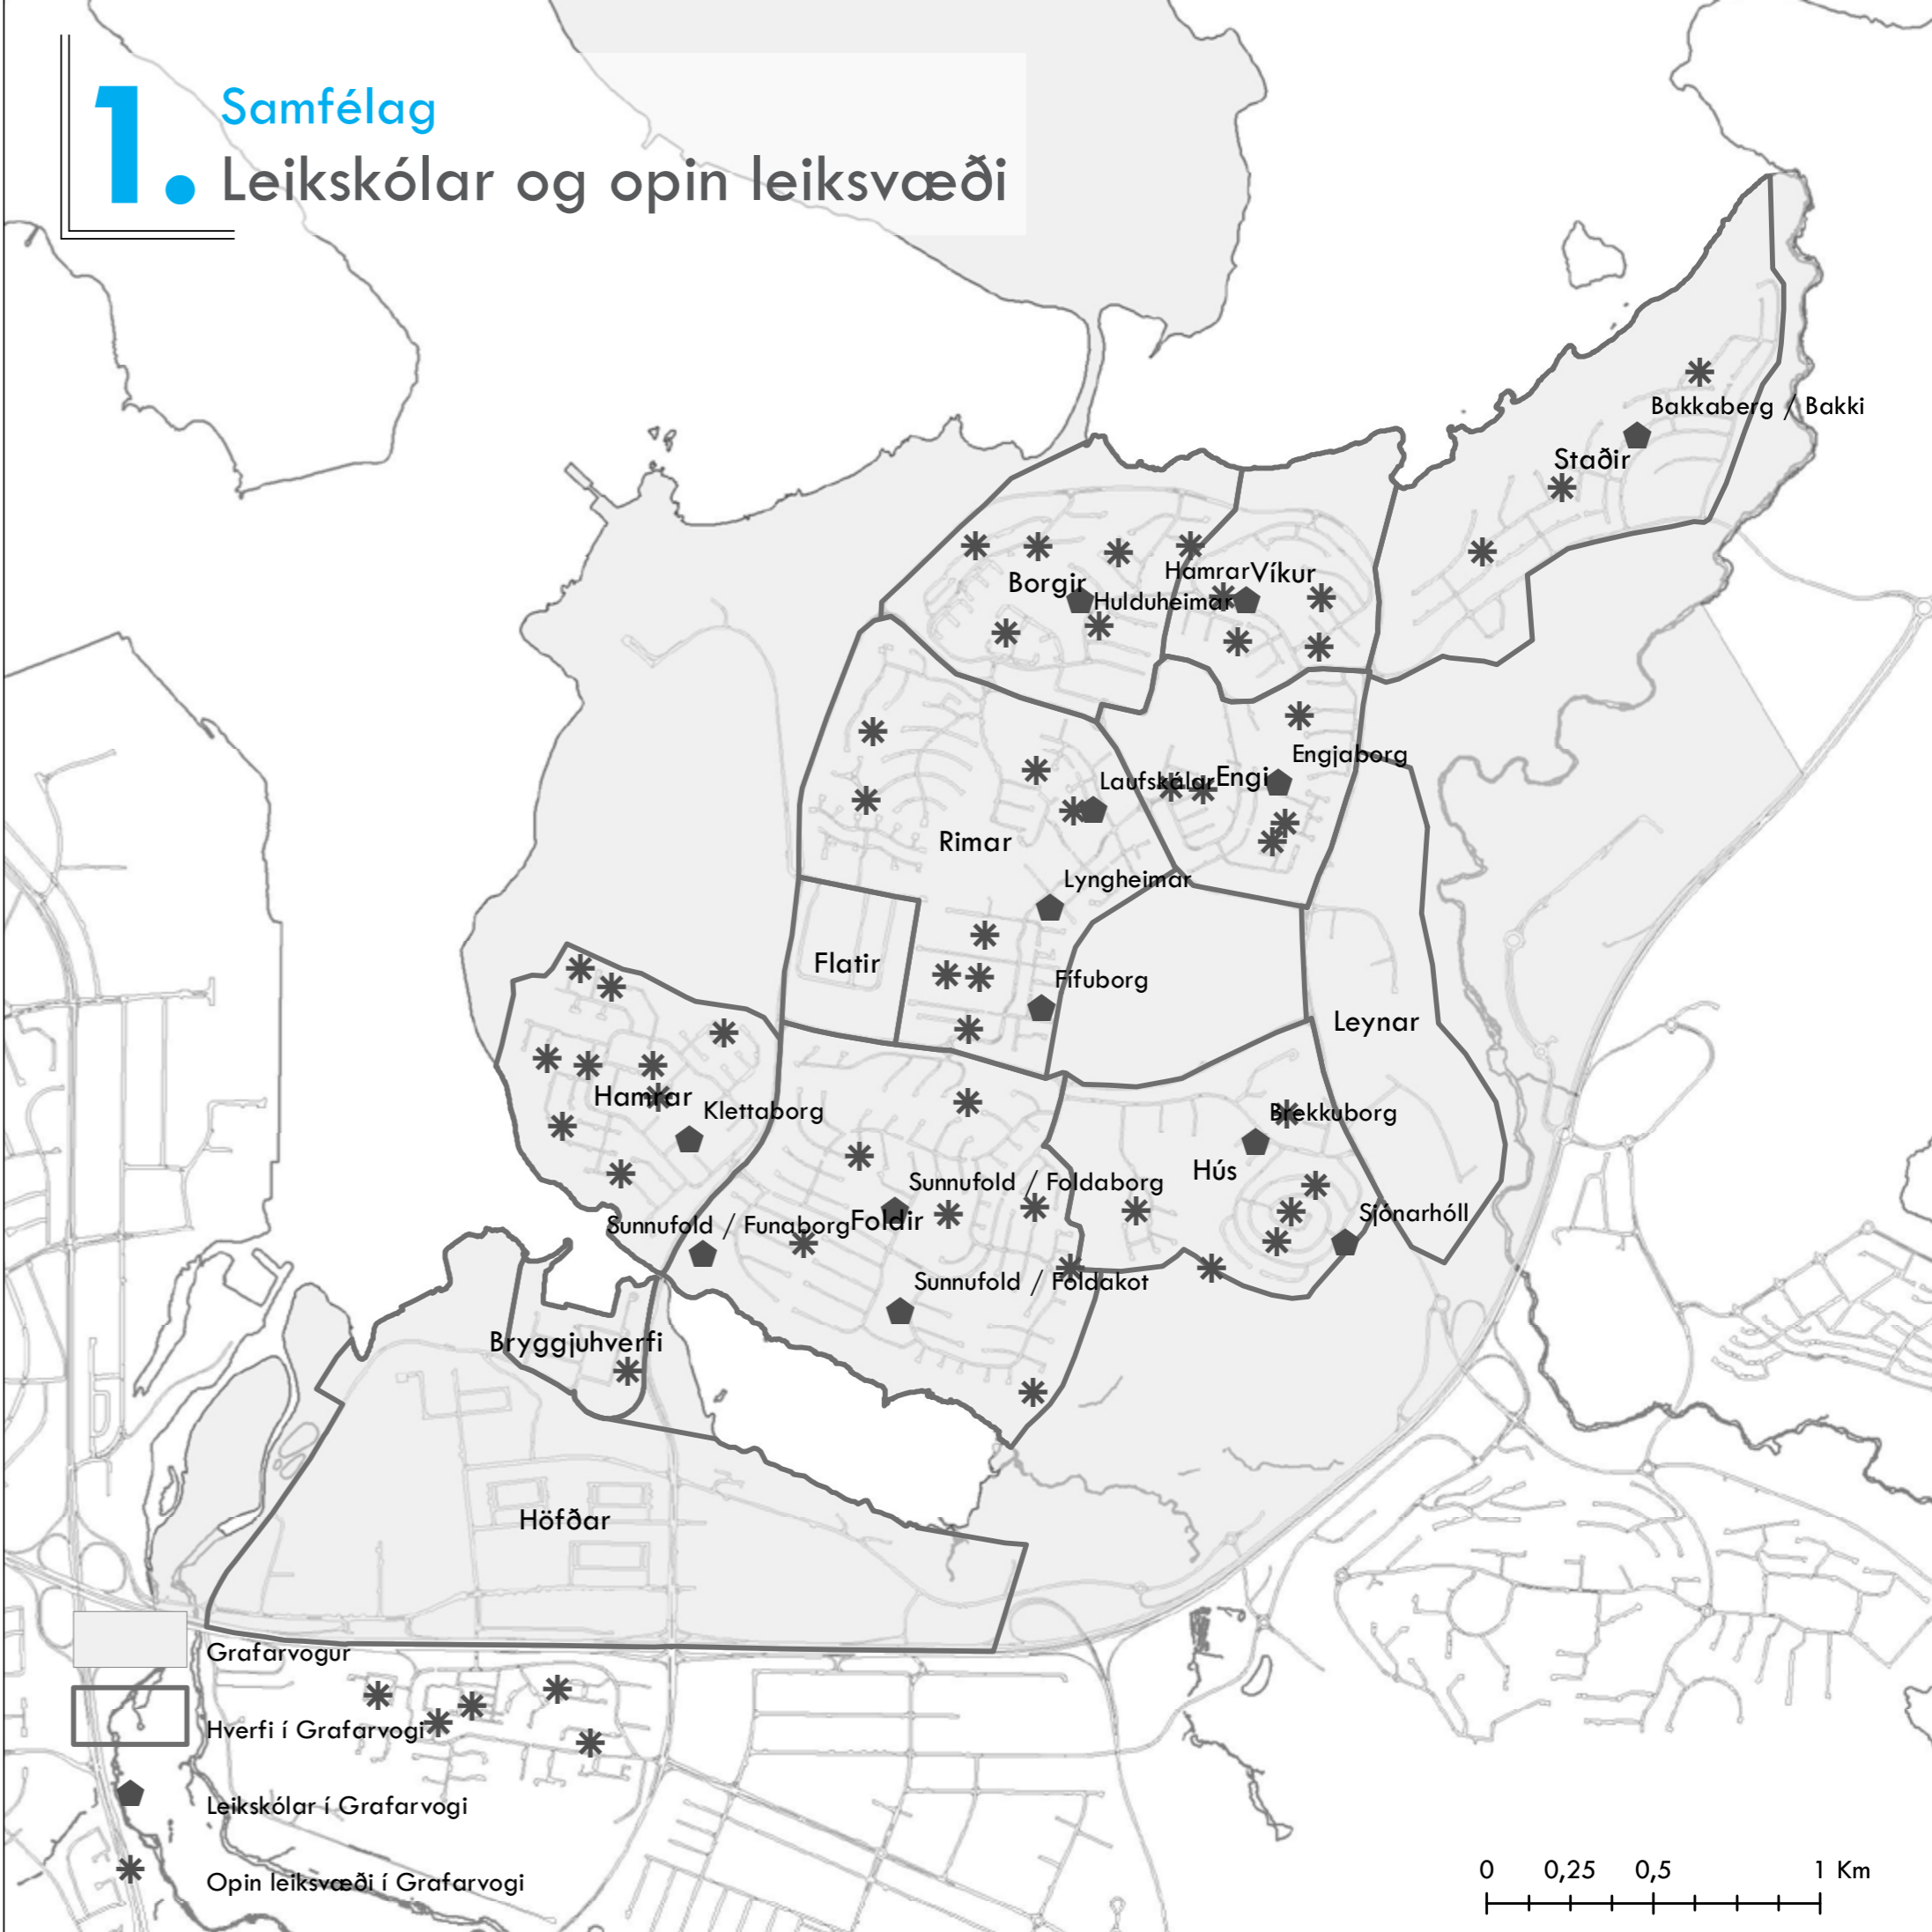 1. Samfélag
Leikskólar og opin leiksvæði
Bakkaberg / Bakki
Staðir
Borgir
Hamrar
Víkur
Hulduheimar
Engjaborg
Laufskálar
Engi
Rimar
Lyngheimar
Flatir
Fífuborg
Leynar
Hamrar
Klettaborg
Brekkuborg
Hús
Sunnufold / Foldaborg
Sjónarhóll
Sunnufold / Funaborg
Foldir
Sunnufold / Foldakot
Bryggjuhverfi
Höfðar
Grafarvogur
Hverfi í Grafarvogi
Leikskólar í Grafarvogi
Opin leiksvæði í Grafarvogi
0 0,25 0,5 1 Km